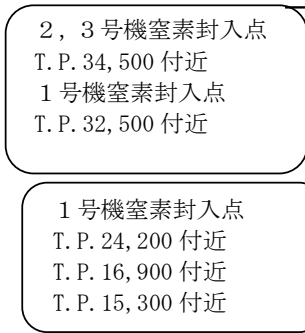 ２，３号機窒素封入点
T.P.34,500 付近
１号機窒素封入点
T.P.32,500 付近
１号機窒素封入点
T.P.24,200 付近
T.P.16,900 付近
T.P.15,300 付近